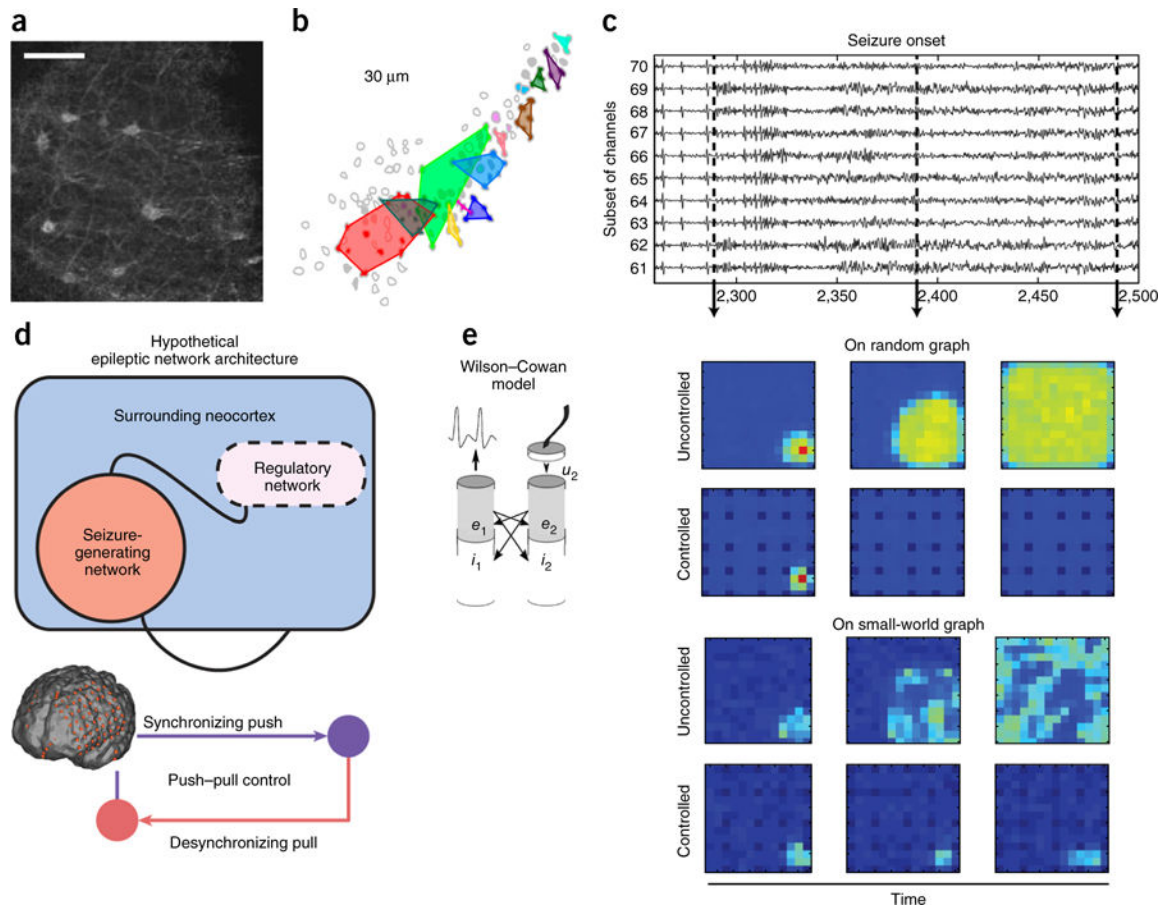 a
b
30 μm
c
Seizure onset
Subset of channels
70
69
68
67
66
65
64
63
62
61
2,300
2,350
2,400
2,450
2,500
d
Hypothetical
epileptic network architecture
Surrounding neocortex
Regulatory
network
Seizure-
generating
network
Synchronizing push
Push–pull control
Desynchronizing pull
e
Wilson–Cowan
model
u2
e1
e2
i1
i2
On random graph
Uncontrolled
Controlled
On small-world graph
Uncontrolled
Controlled
Time